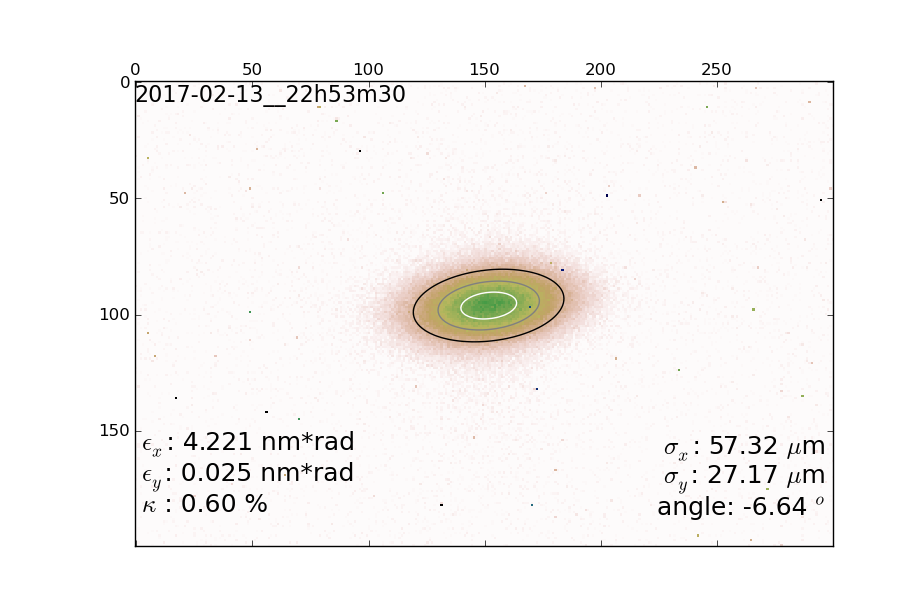 0 50 100 150 200 250
0
2017-02-13__22h53m30
50
100
150
ϵx: 4.221 nm*rad
ϵy: 0.025 nm*rad
κ : 0.60 %
σx: 57.32 μm
σy: 27.17 μm
angle: -6.64 °